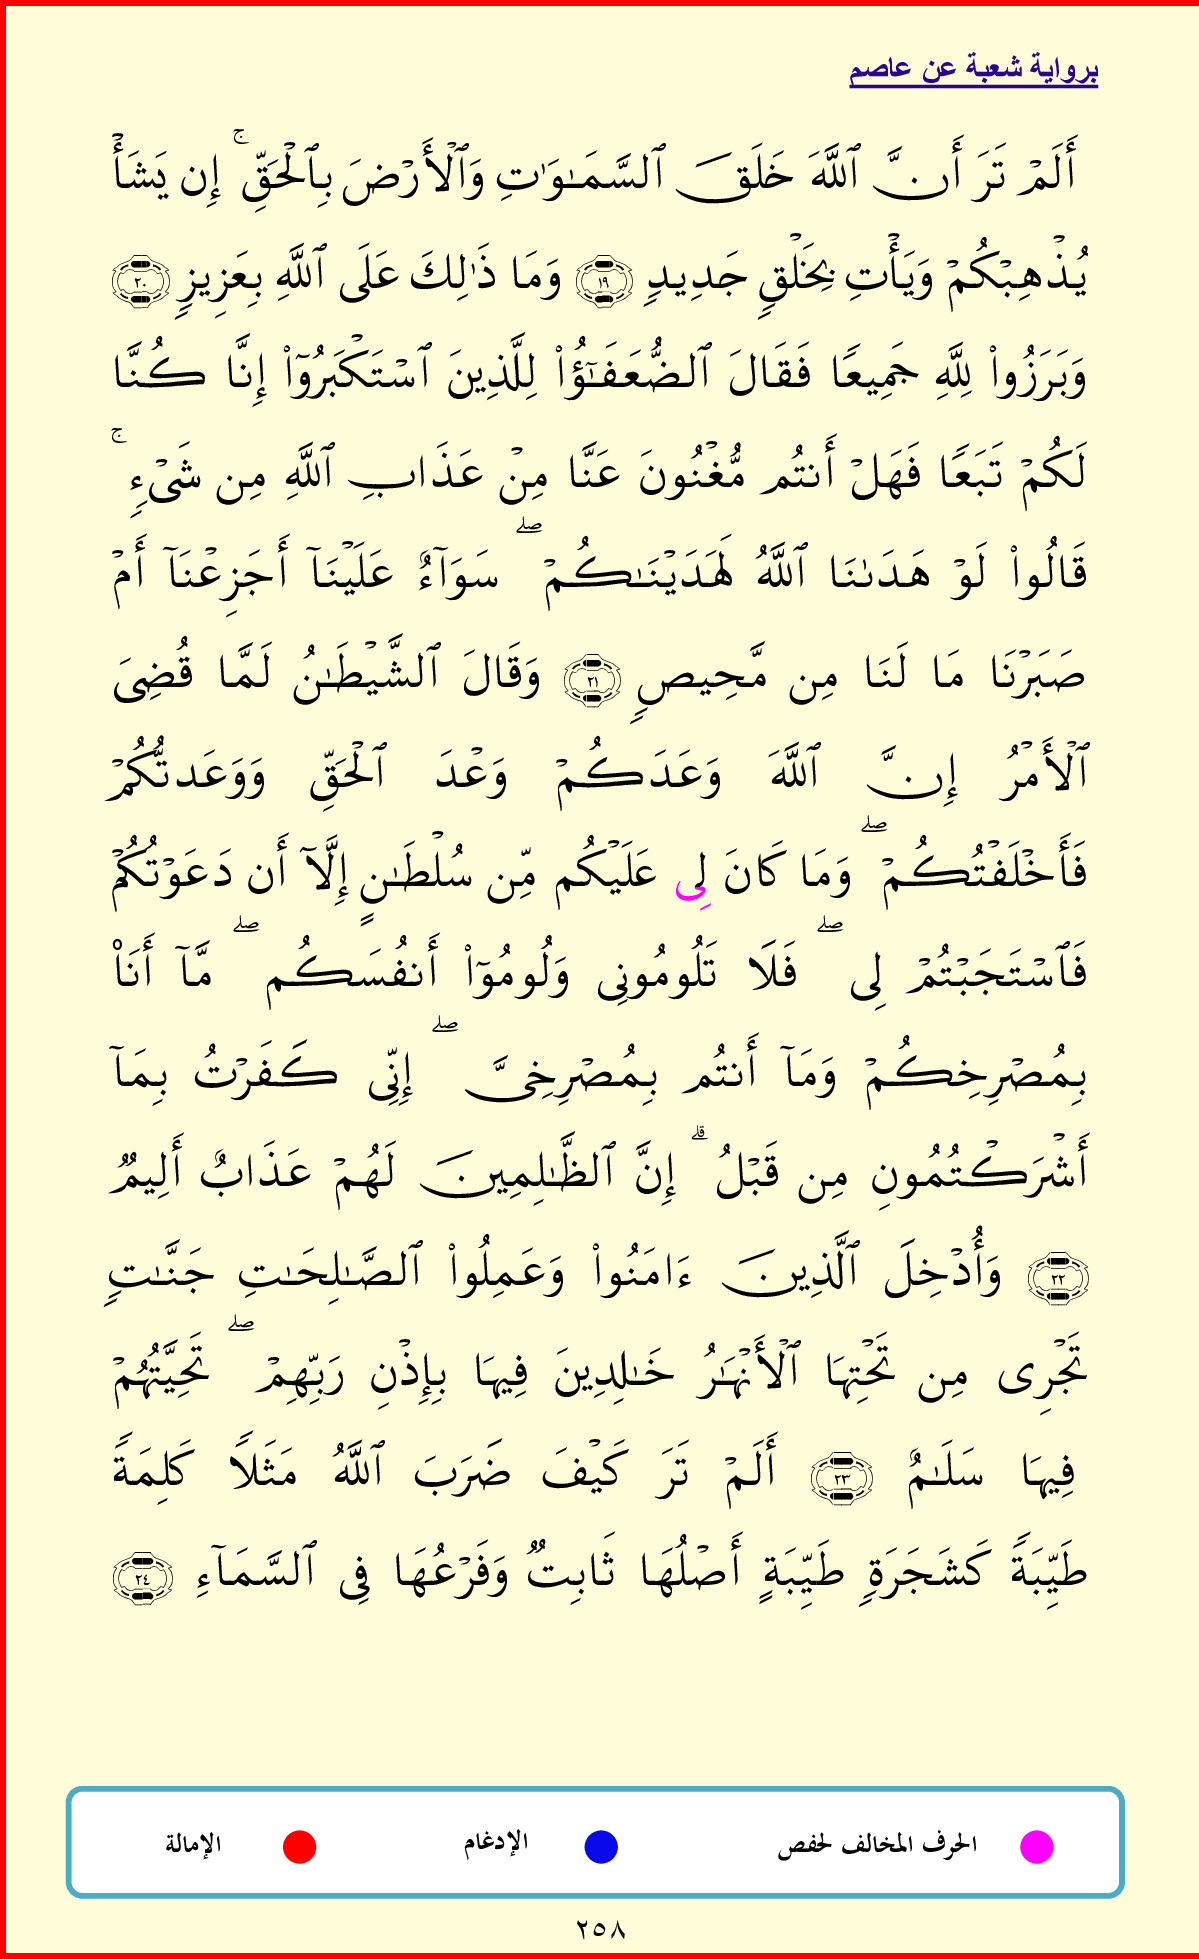 برواية شعبة عن عاصم
أَلَمۡ تَرَ أَنَّ ٱللَّهَ خَلَقَ ٱلسَّمَٰوَٰتِ وَٱلۡأَرۡضَ بِٱلۡحَقِّۚ إِن يَشَأۡ
يُذۡهِبۡكُمۡ وَيَأۡتِ بِخَلۡقٖ جَدِيدٖ ١٩ وَمَا ذَٰلِكَ عَلَى ٱللَّهِ بِعَزِيزٖ ٢٠
وَبَرَزُواْ لِلَّهِ جَمِيعٗا فَقَالَ ٱلضُّعَفَٰٓؤُاْ لِلَّذِينَ ٱسۡتَكۡبَرُوٓاْ إِنَّا كُنَّا
لَكُمۡ تَبَعٗا فَهَلۡ أَنتُم مُّغۡنُونَ عَنَّا مِنۡ عَذَابِ ٱللَّهِ مِن شَيۡءٖۚ
قَالُواْ لَوۡ هَدَىٰنَا ٱللَّهُ لَهَدَيۡنَٰكُمۡۖ سَوَآءٌ عَلَيۡنَآ أَجَزِعۡنَآ أَمۡ
صَبَرۡنَا مَا لَنَا مِن مَّحِيصٖ ٢١ وَقَالَ ٱلشَّيۡطَٰنُ لَمَّا قُضِيَ
ٱلۡأَمۡرُ إِنَّ ٱللَّهَ وَعَدَكُمۡ وَعۡدَ ٱلۡحَقِّ وَوَعَدتُّكُمۡ
فَأَخۡلَفۡتُكُمۡۖ وَمَا كَانَ لِي عَلَيۡكُم مِّن سُلۡطَٰنٍ إِلَّآ أَن دَعَوۡتُكُمۡ
فَٱسۡتَجَبۡتُمۡ لِيۖ فَلَا تَلُومُونِي وَلُومُوٓاْ أَنفُسَكُمۖ مَّآ أَنَا۠
بِمُصۡرِخِكُمۡ وَمَآ أَنتُم بِمُصۡرِخِيَّۖ إِنِّي كَفَرۡتُ بِمَآ
أَشۡرَكۡتُمُونِ مِن قَبۡلُۗ إِنَّ ٱلظَّٰلِمِينَ لَهُمۡ عَذَابٌ أَلِيمٞ
٢٢ وَأُدۡخِلَ ٱلَّذِينَ ءَامَنُواْ وَعَمِلُواْ ٱلصَّٰلِحَٰتِ جَنَّٰتٖ
تَجۡرِي مِن تَحۡتِهَا ٱلۡأَنۡهَٰرُ خَٰلِدِينَ فِيهَا بِإِذۡنِ رَبِّهِمۡۖ تَحِيَّتُهُمۡ
فِيهَا سَلَٰمٌ ٢٣ أَلَمۡ تَرَ كَيۡفَ ضَرَبَ ٱللَّهُ مَثَلٗا كَلِمَةٗ
طَيِّبَةٗ كَشَجَرَةٖ طَيِّبَةٍ أَصۡلُهَا ثَابِتٞ وَفَرۡعُهَا فِي ٱلسَّمَآءِ ٢٤
الحرف المخالف لحفص الإدغام الإمالة
٢٥٨